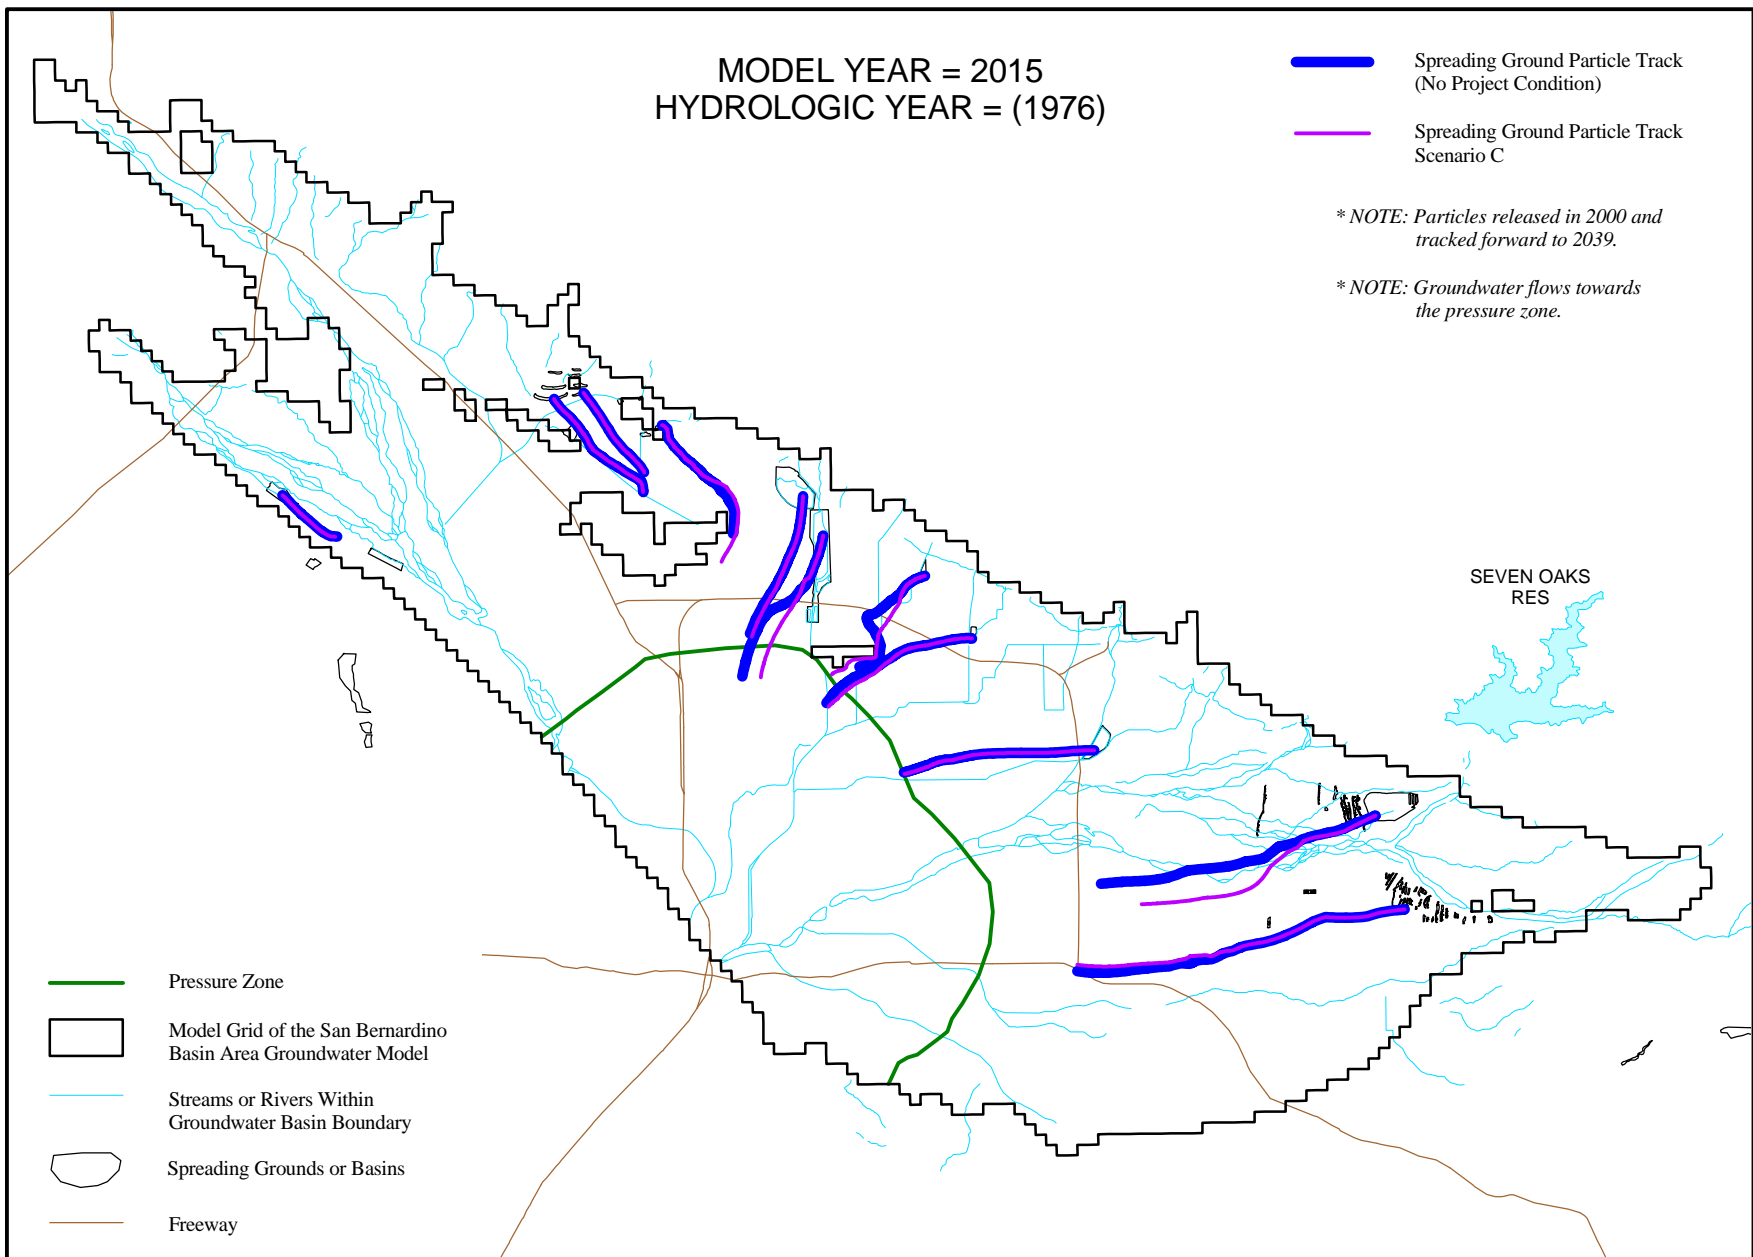 MODEL YEAR = 2015
HYDROLOGIC YEAR = (1976)
Spreading Ground Particle Track
(No Project Condition)
Spreading Ground Particle Track
Scenario C
* NOTE: Particles released in 2000 and
tracked forward to 2039.
* NOTE: Groundwater flows towards
the pressure zone.
SEVEN OAKS
RES
Pressure Zone
Model Grid of the San Bernardino
Basin Area Groundwater Model
Streams or Rivers Within
Groundwater Basin Boundary
Spreading Grounds or Basins
Freeway